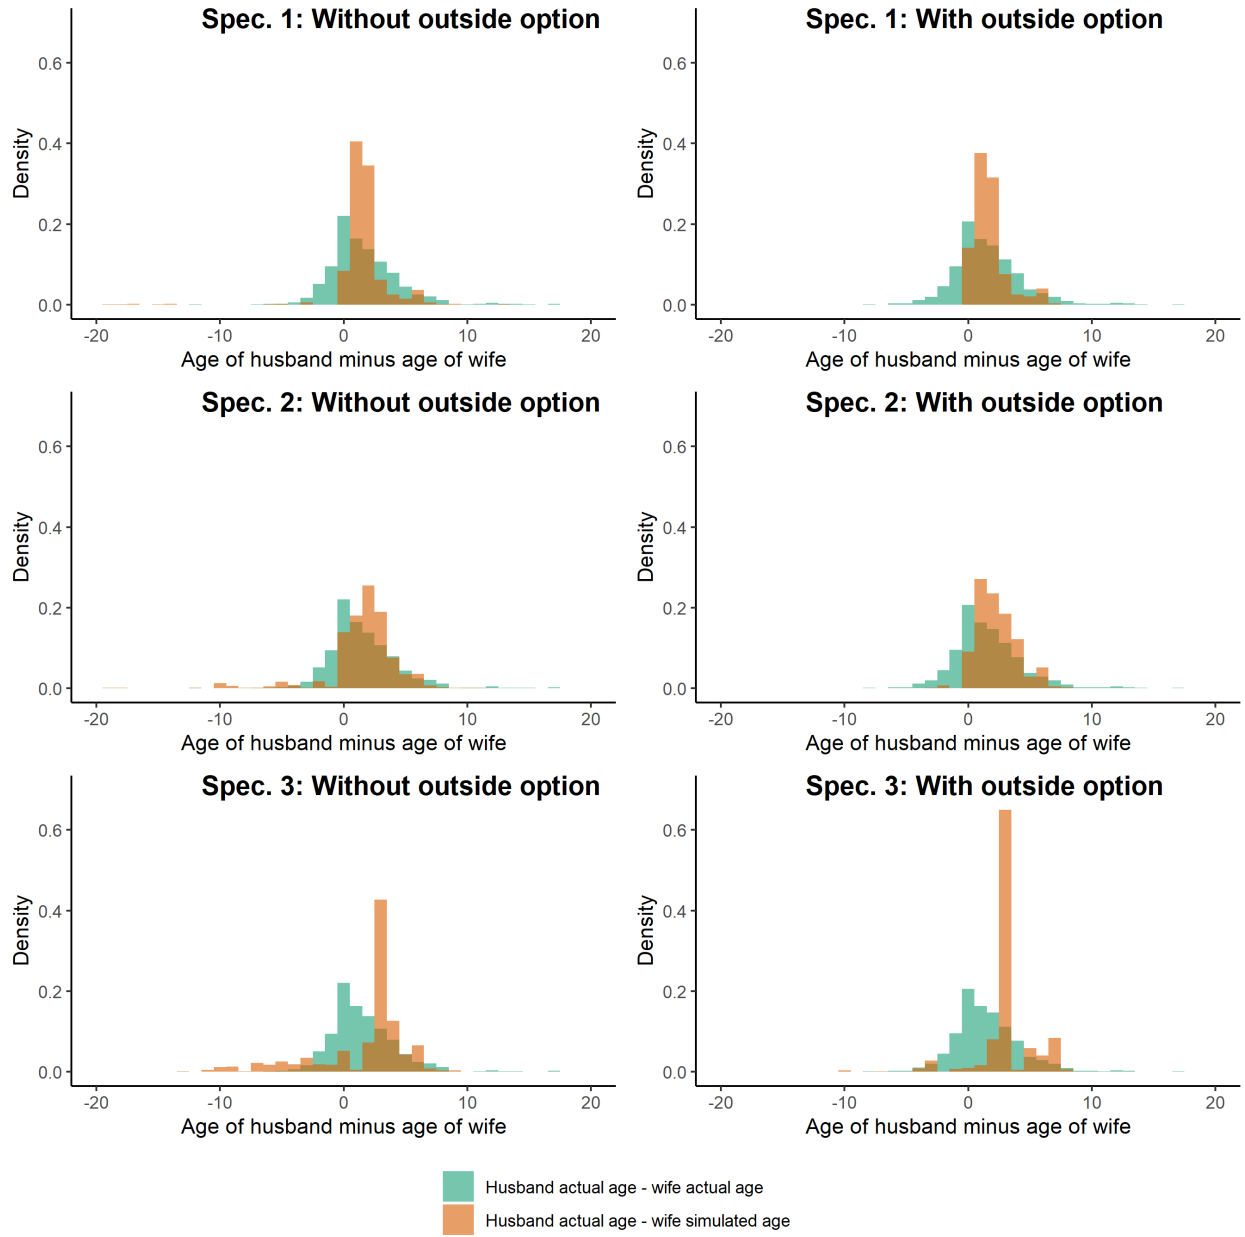 Spec. 1: Without outside option
Density
0.6
0.4
0.2
0.0
-20 -10 0 10 20
Age of husband minus age of wife
Spec. 1: With outside option
Density
0.6
0.4
0.2
0.0
-20 -10 0 10 20
Age of husband minus age of wife
Spec. 2: Without outside option
Density
0.6
0.4
0.2
0.0
-20 -10 0 10 20
Age of husband minus age of wife
Spec. 2: With outside option
Density
0.6
0.4
0.2
0.0
-20 -10 0 10 20
Age of husband minus age of wife
Spec. 3: Without outside option
Density
0.6
0.4
0.2
0.0
-20 -10 0 10 20
Age of husband minus age of wife
Spec. 3: With outside option
Density
0.6
0.4
0.2
0.0
-20 -10 0 10 20
Age of husband minus age of wife
Husband actual age - wife actual age
Husband actual age - wife simulated age